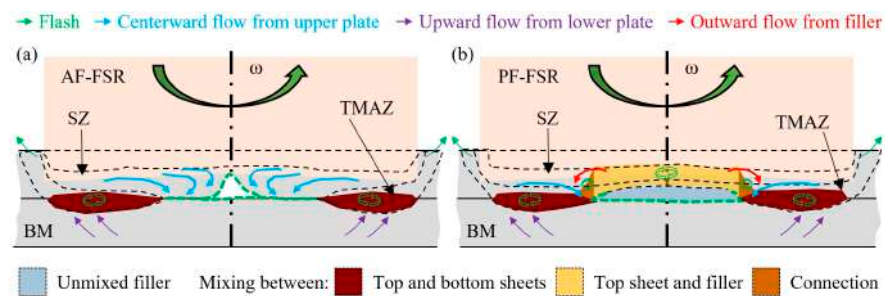 Flash Centerward flow from upper plate Upward flow from lower plate Outward flow from filler
(a) AF-FSR ω
SZ TMAZ
BM
(b) PF-FSR ω
SZ TMAZ
BM
Unmixed filler Mixing between: Top and bottom sheets Top sheet and filler Connection